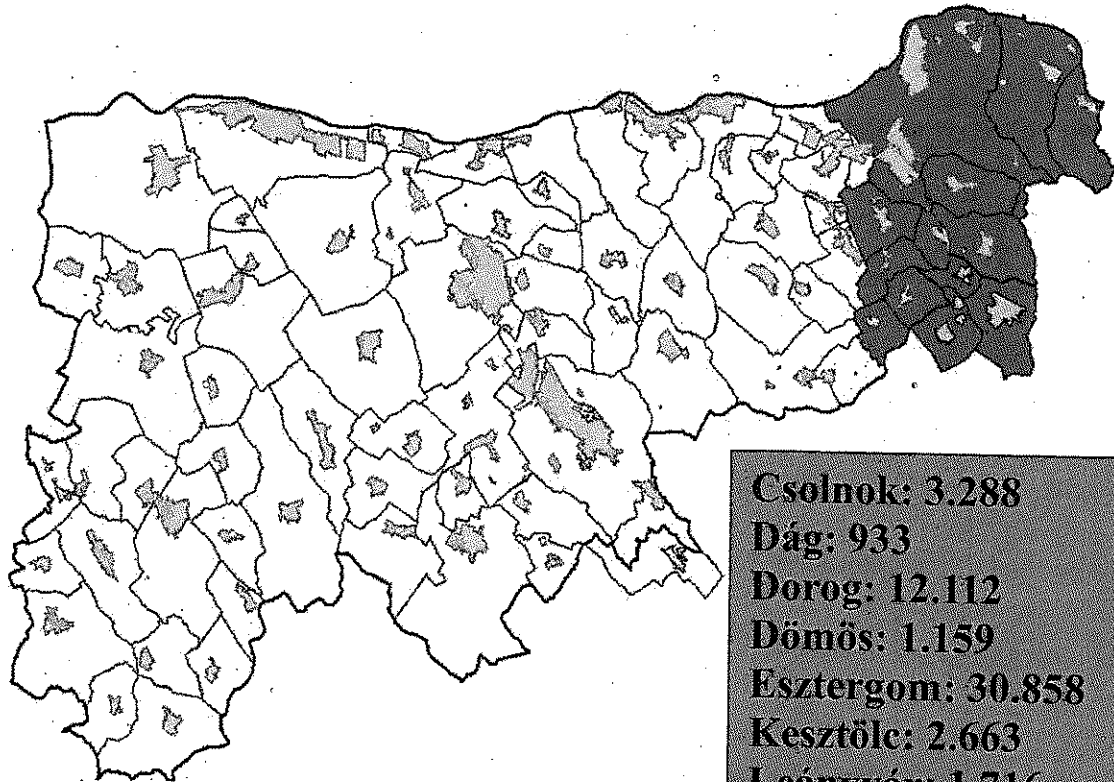 Csolnok: 3.288
Dág: 933
Dorog: 12.112
Dömös: 1.159
Esztergom: 30.858
Kesztölc: 2.663